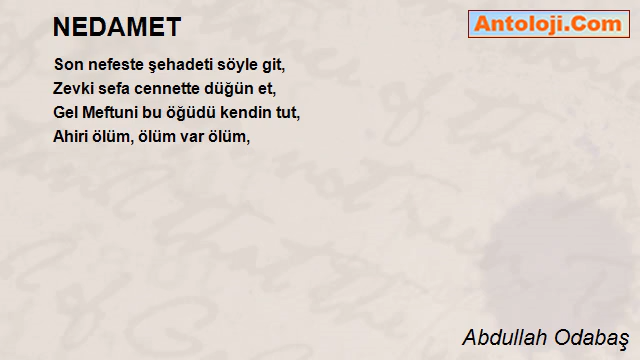 NEDAMET
Antoloji.Com
Son nefeste şehadeti söyle git,
Zevki sefa cennette düğün et,
Gel Meftuni bu öğüdü kendin tut,
Ahiri ölüm, ölüm var ölüm,
Abdullah Odabaş